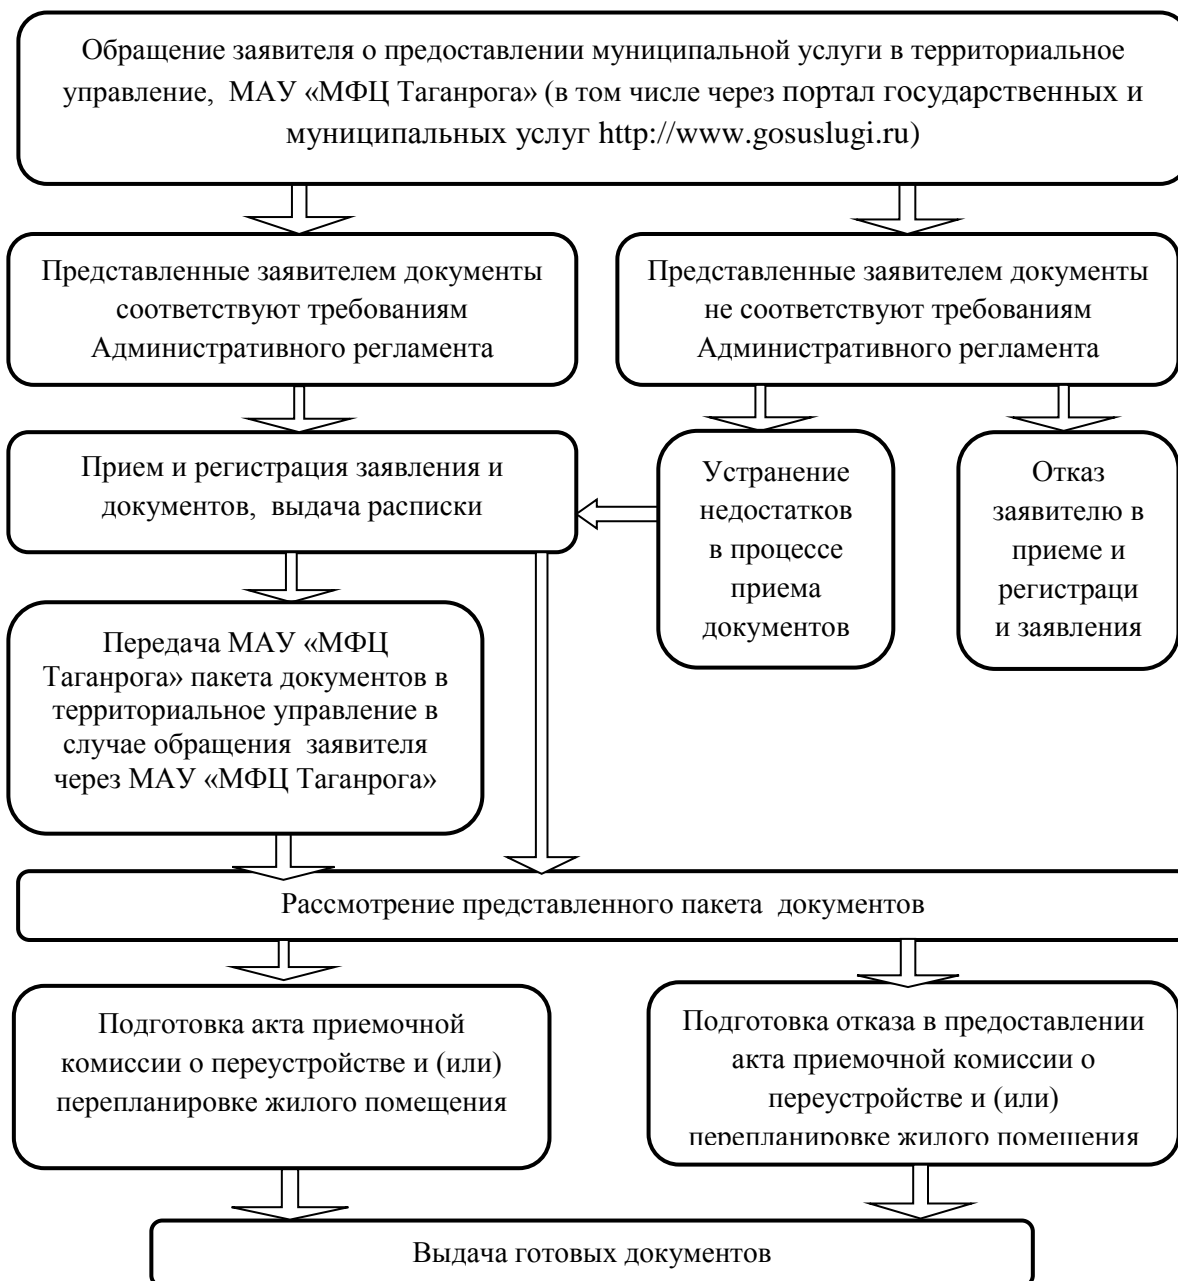 Обращение заявителя о предоставлении муниципальной услуги в территориальное
управление, МАУ «МФЦ Таганрога» (в том числе через портал государственных и
муниципальных услуг http://www.gosuslugi.ru)
Представленные заявителем документы
соответствуют требованиям
Административного регламента
Представленные заявителем документы
не соответствуют требованиям
Административного регламента
Прием и регистрация заявления и
документов, выдача расписки
Устранение
недостатков
в процессе
приема
документов
Отказ
заявителю в
приеме и
регистраци
и заявления
Передача МАУ «МФЦ
Таганрога» пакета документов в
территориальное управление в
случае обращения заявителя
через МАУ «МФЦ Таганрога»
Рассмотрение представленного пакета документов
Подготовка акта приемочной
комиссии о переустройстве и (или)
перепланировке жилого помещения
Подготовка отказа в предоставлении
акта приемочной комиссии о
переустройстве и (или)
перепланировке жилого помещения
Выдача готовых документов